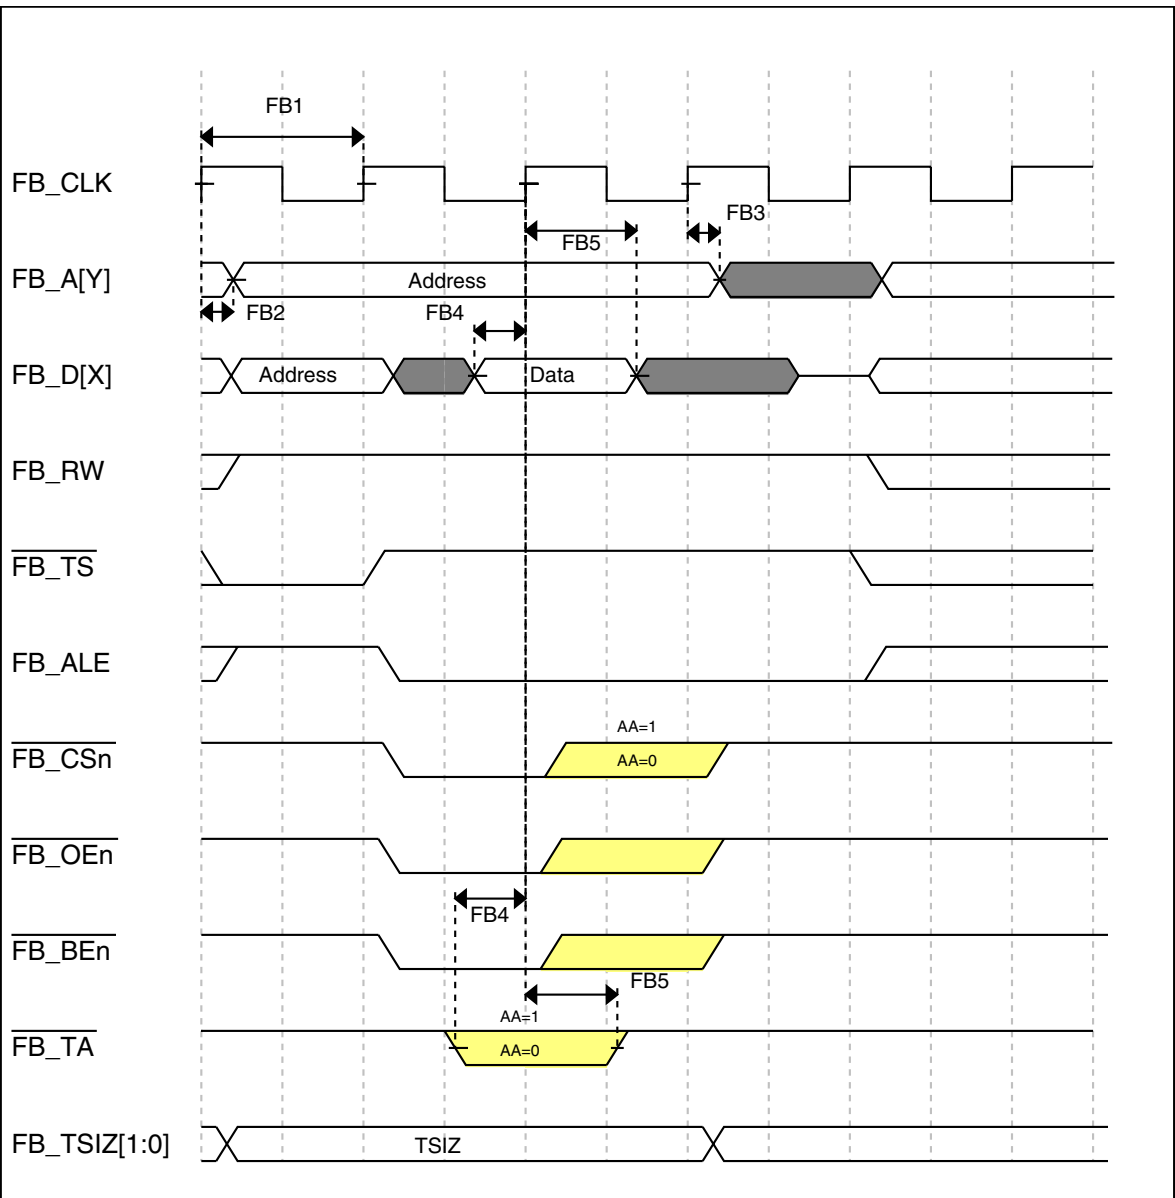 FB1
FB_CLK
FB3
FB5
FB_A[Y]
Address
FB2
FB4
FB_D[X]
Address
Data
FB_RW
FB_TS
FB_ALE
AA=1
FB_CSn
AA=0
FB_OEn
FB4
FB_BEn
FB5
AA=1
FB_TA
AA=0
FB_TSIZ[1:0]
TSIZ